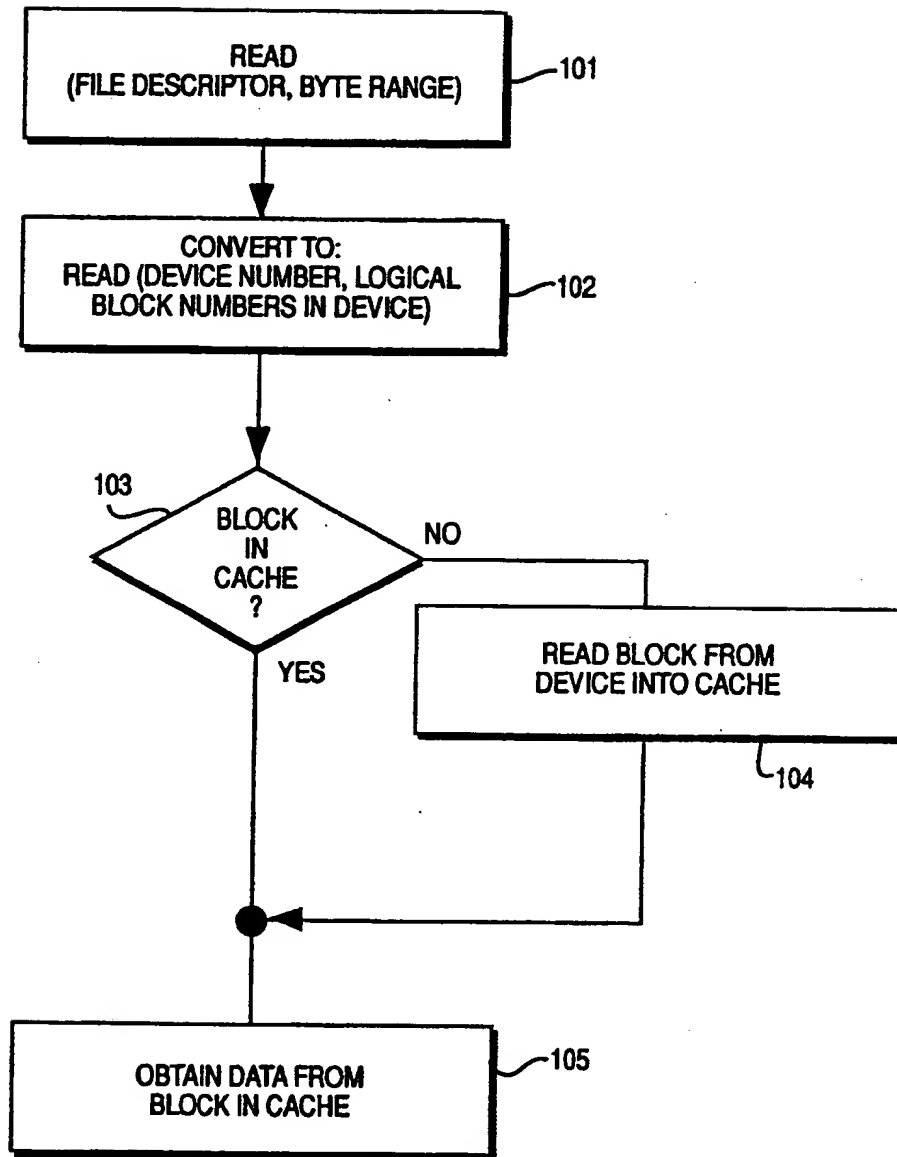 READ
(FILE DESCRIPTOR, BYTE RANGE)
101
CONVERT TO:
READ (DEVICE NUMBER, LOGICAL
BLOCK NUMBERS IN DEVICE)
102
103
BLOCK
IN
CACHE
?
NO
YES
READ BLOCK FROM
DEVICE INTO CACHE
104
OBTAIN DATA FROM
BLOCK IN CACHE
105